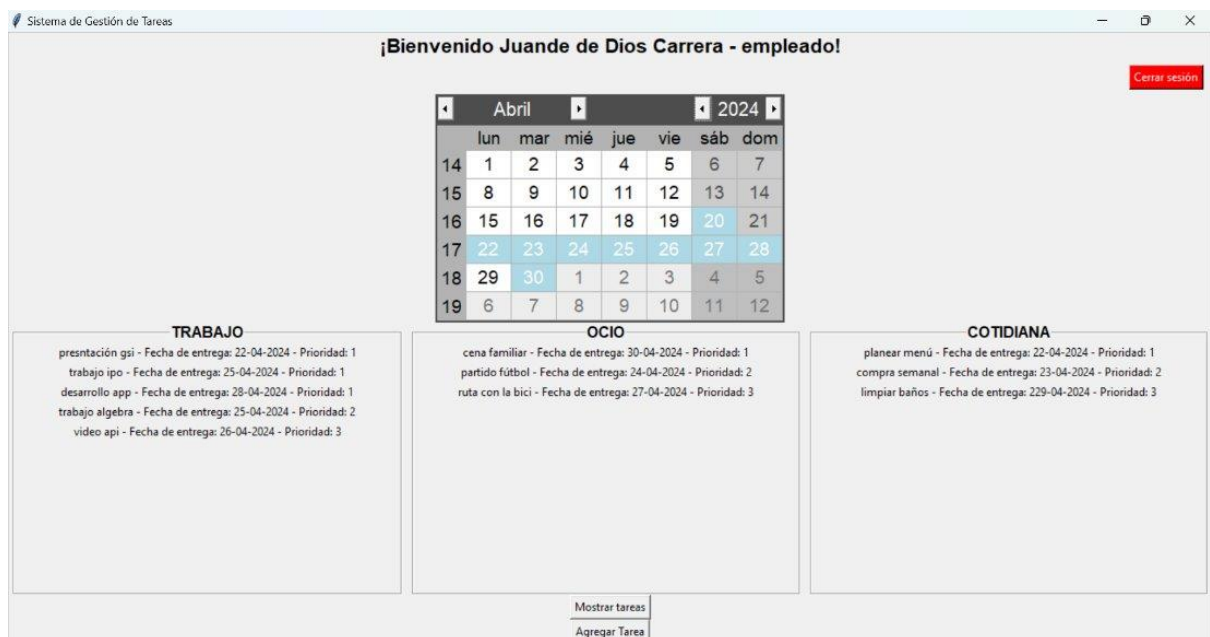 Sistema de Gestión de Tareas
¡Bienvenido Juande de Dios Carrera - empleado!
Cerrar sesión
Abril 2024
lun mar mié jue vie sáb dom
14 1 2 3 4 5 6 7
15 8 9 10 11 12 13 14
16 15 16 17 18 19 20 21
17 22 23 24 25 26 27 28
18 29 30 1 2 3 4 5
19 6 7 8 9 10 11 12
TRABAJO
presntación gsi - Fecha de entrega: 22-04-2024 - Prioridad: 1
trabajo ipo - Fecha de entrega: 25-04-2024 - Prioridad: 1
desarrollo app - Fecha de entrega: 28-04-2024 - Prioridad: 1
trabajo algebra - Fecha de entrega: 25-04-2024 - Prioridad: 2
video api - Fecha de entrega: 26-04-2024 - Prioridad: 3
OCIO
cena familiar - Fecha de entrega: 30-04-2024 - Prioridad: 1
partido fútbol - Fecha de entrega: 24-04-2024 - Prioridad: 2
ruta con la bici - Fecha de entrega: 27-04-2024 - Prioridad: 3
COTIDIANA
planear menú - Fecha de entrega: 22-04-2024 - Prioridad: 1
compra semanal - Fecha de entrega: 23-04-2024 - Prioridad: 2
limpiar baños - Fecha de entrega: 229-04-2024 - Prioridad: 3
Mostrar tareas
Agregar Tarea